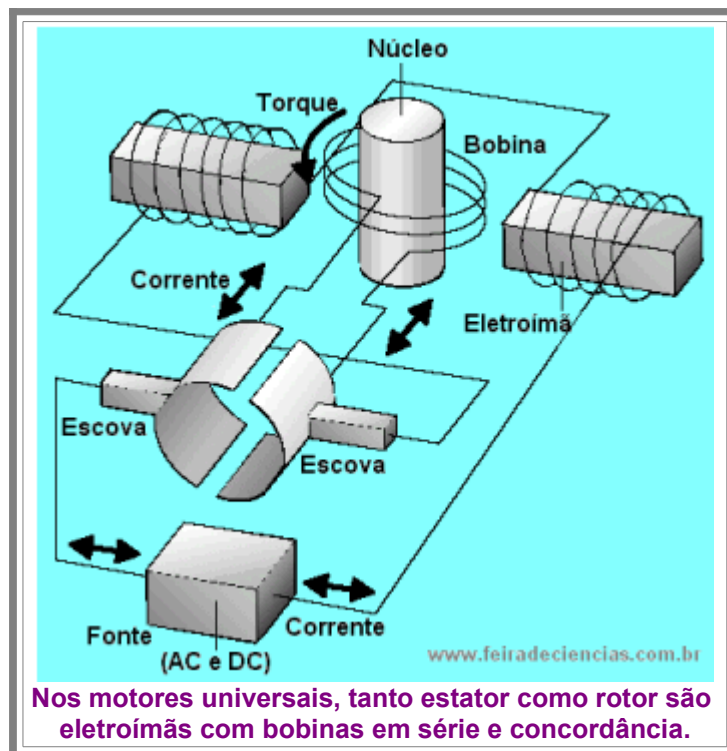 Núcleo
Torque
Bobina
Corrente
Eletroímã
Escova
Escova
Fonte
(AC e DC)
Corrente
www.feiradeciencias.com.br
Nos motores universais, tanto estator como rotor são
eletroímãs com bobinas em série e concordância.